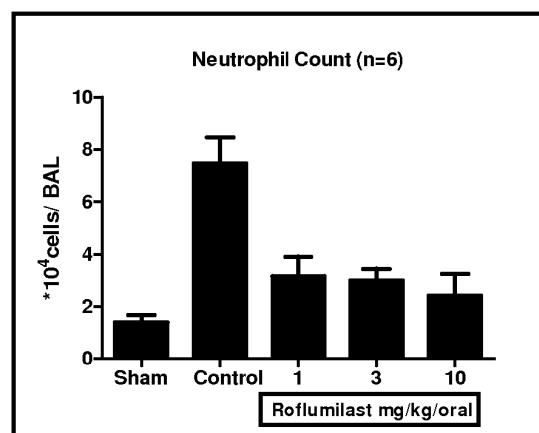 Neutrophil Count (n=6)
*10⁴cells/ BAL
10
8
6
4
2
0
Sham Control 1 3 10
Roflumilast mg/kg/oral